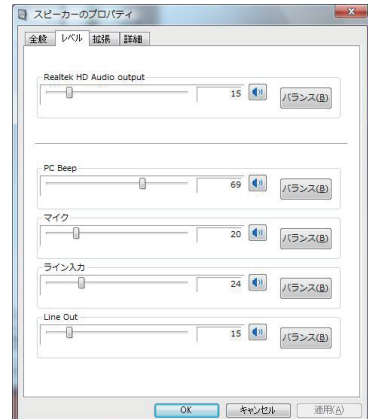 スピーカーのプロパティ
全般 レベル 拡張 詳細
Realtek HD Audio output
15 バランス(B)
PC Beep
69 バランス(B)
マイク
20 バランス(B)
ライン入力
24 バランス(B)
Line Out
15 バランス(B)
OK キャンセル 適用(A)